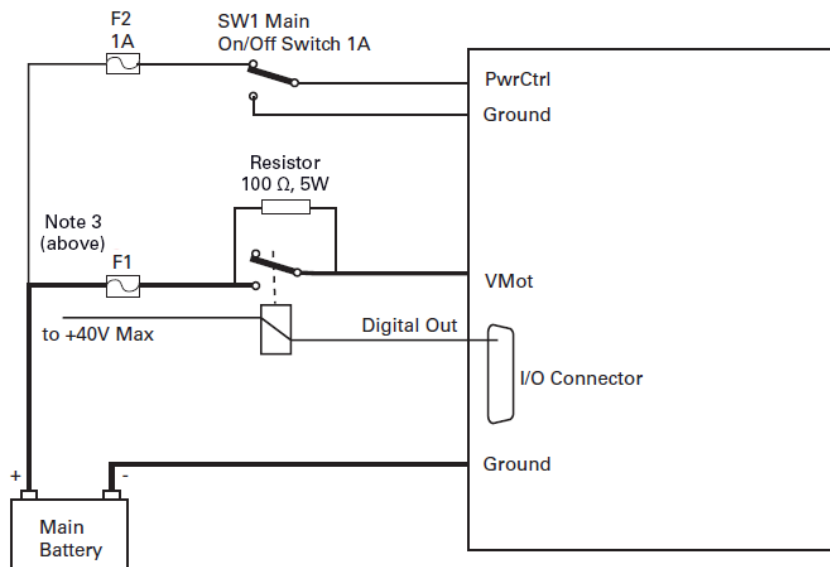 F2
1A
SW1 Main
On/Off Switch 1A
PwrCtrl
Ground
Resistor
100 Ω, 5W
Note 3
(above)
F1
VMot
to +40V Max
Digital Out
I/O Connector
Ground
+
-
Main
Battery